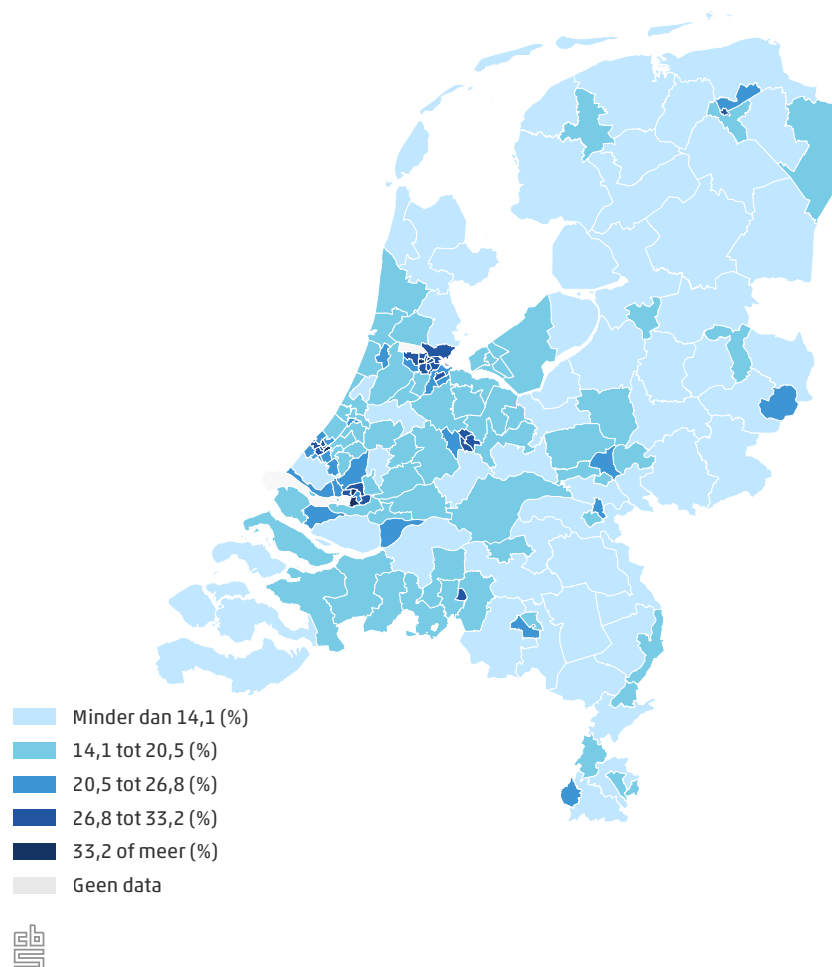 Minder dan 14,1 (%)
14,1 tot 20,5 (%)
20,5 tot 26,8 (%)
26,8 tot 33,2 (%)
33,2 of meer (%)
Geen data
cbs